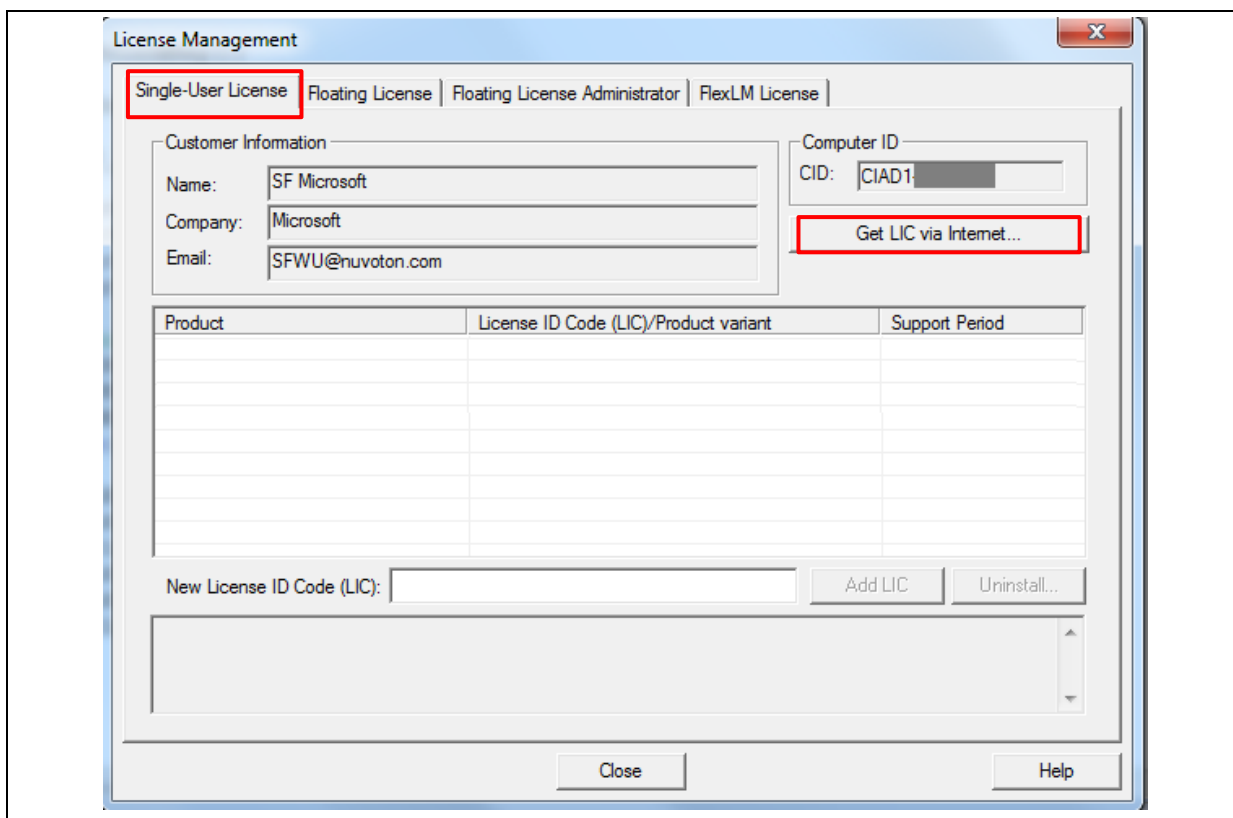 License Management
Single-User License Floating License Floating License Administrator FlexLM License
Customer Information
Name: SF Microsoft
Company: Microsoft
Email: SFWU@nuvoton.com
Computer ID
CID: CIAD1-
Get LIC via Internet...
Product License ID Code (LIC)/Product variant Support Period
New License ID Code (LIC): Add LIC Uninstall...
Close Help